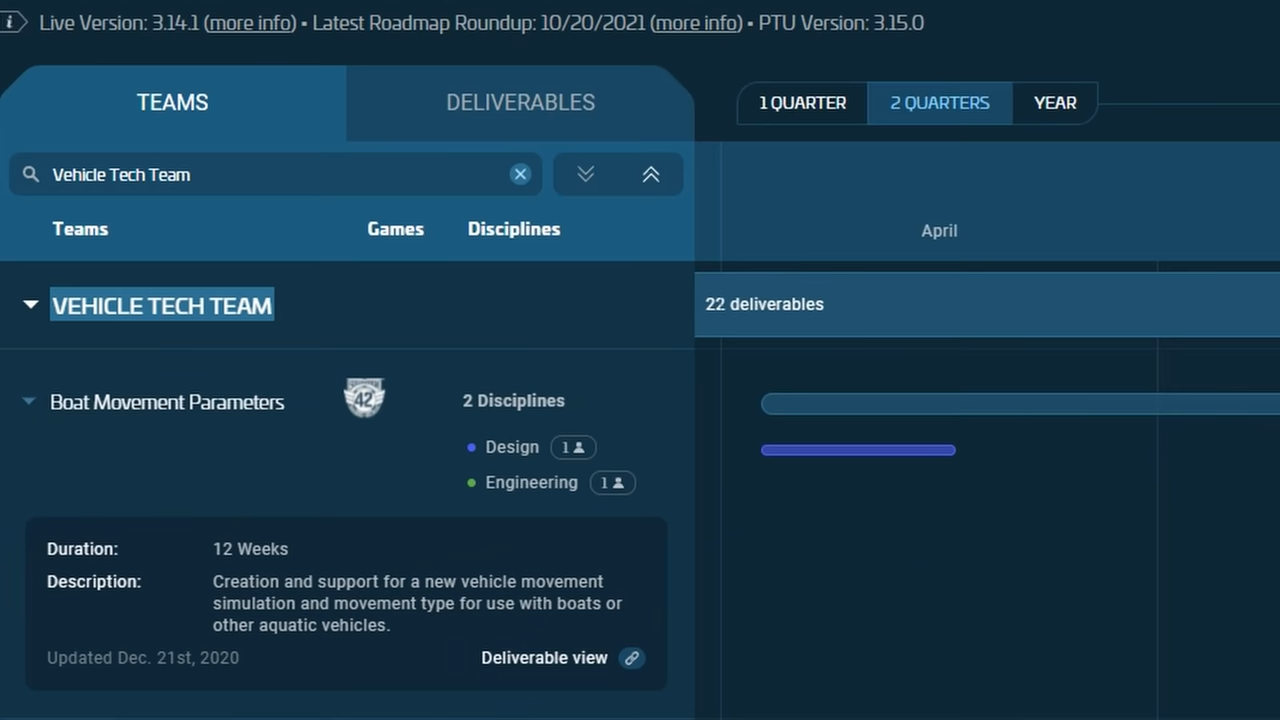 Live Version: 3.14.1 (more info) • Latest Roadmap Roundup: 10/20/2021 (more info) • PTU Version: 3.15.0
TEAMS
DELIVERABLES
1 QUARTER
2 QUARTERS
YEAR
Vehicle Tech Team
Teams
Games
Disciplines
April
VEHICLE TECH TEAM
22 deliverables
Boat Movement Parameters
42
2 Disciplines
Design 1
Engineering 1
Duration: 12 Weeks
Description: Creation and support for a new vehicle movement
simulation and movement type for use with boats or
other aquatic vehicles.
Updated Dec. 21st, 2020
Deliverable view